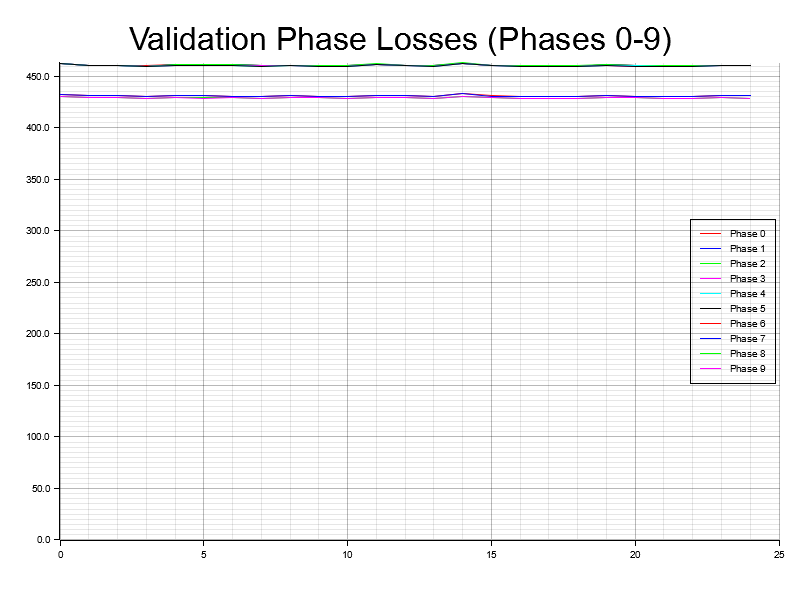 Validation Phase Losses (Phases 0-9)
450.0
400.0
350.0
300.0
250.0
200.0
150.0
100.0
50.0
0.0
0 5 10 15 20 25
Phase 0
Phase 1
Phase 2
Phase 3
Phase 4
Phase 5
Phase 6
Phase 7
Phase 8
Phase 9